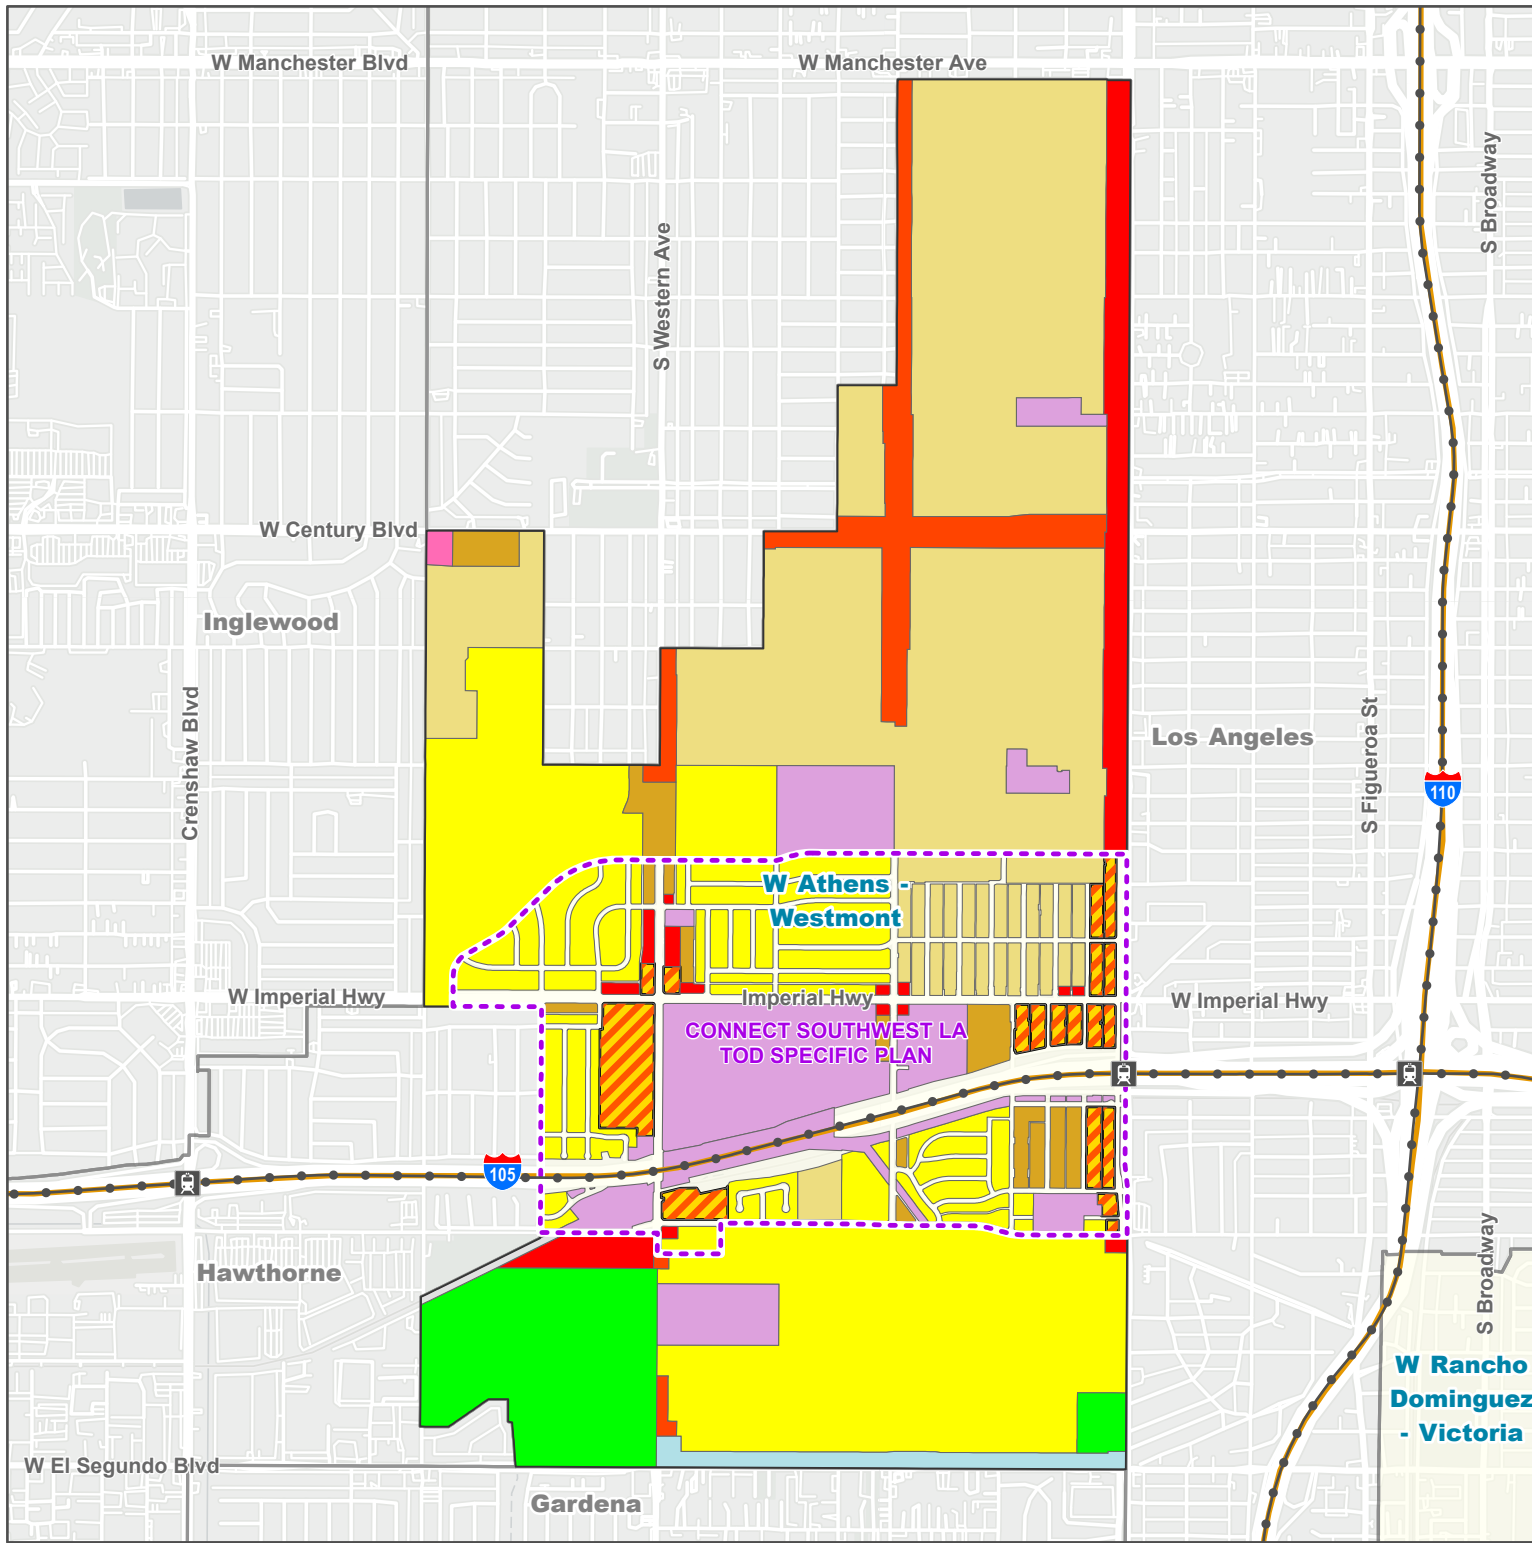 W Manchester Blvd
W Manchester Ave
S Broadway
S Western Ave
W Century Blvd
Inglewood
Crenshaw Blvd
S Figueroa St
Los Angeles
110
W Athens -
Westmont
W Imperial Hwy
Imperial Hwy
W Imperial Hwy
CONNECT SOUTHWEST LA
TOD SPECIFIC PLAN
105
Hawthorne
S Broadway
W Rancho
Dominguez
- Victoria
W El Segundo Blvd
Gardena